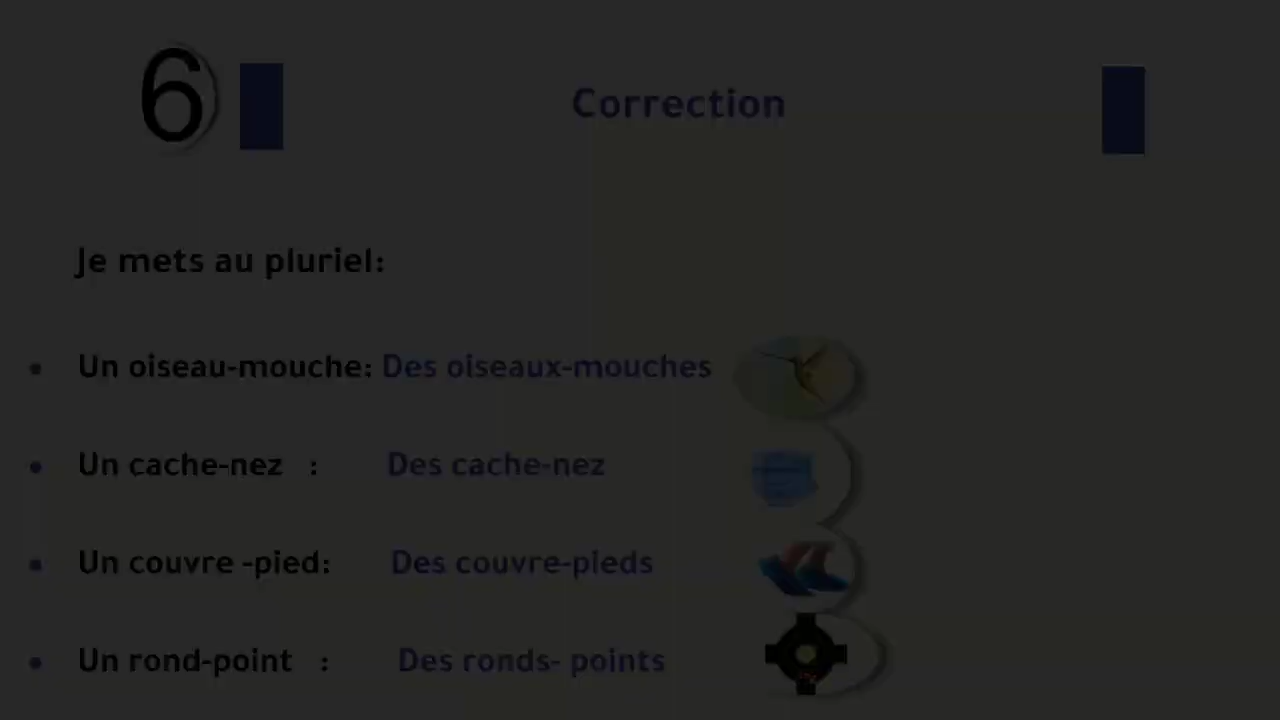 6
Correction
Je mets au pluriel:
Un oiseau-mouche: Des oiseaux-mouches
Un cache-nez : Des cache-nez
Un couvre -pied: Des couvre-pieds
Un rond-point : Des ronds- points